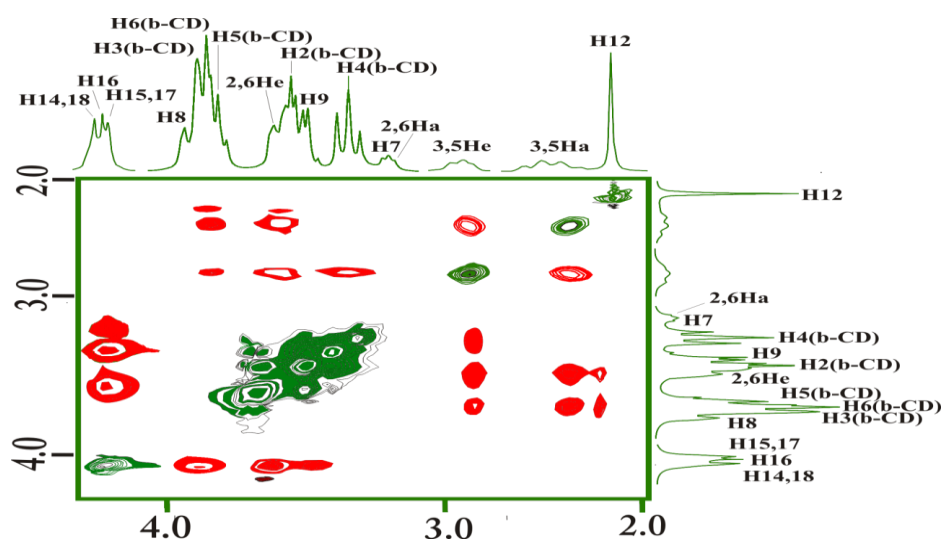 H6(b-CD)
H5(b-CD)
H3(b-CD)
H2(b-CD)
H4(b-CD)
H12
H16
H14,18
H15,17
H8
2,6He
H9
2,6Ha
H7
3,5He
3,5Ha
2.0
3.0
4.0
4.0
3.0
2.0
H12
2,6Ha
H7
H4(b-CD)
H9
H2(b-CD)
2,6He
H5(b-CD)
H6(b-CD)
H3(b-CD)
H8
H15,17
H16
H14,18